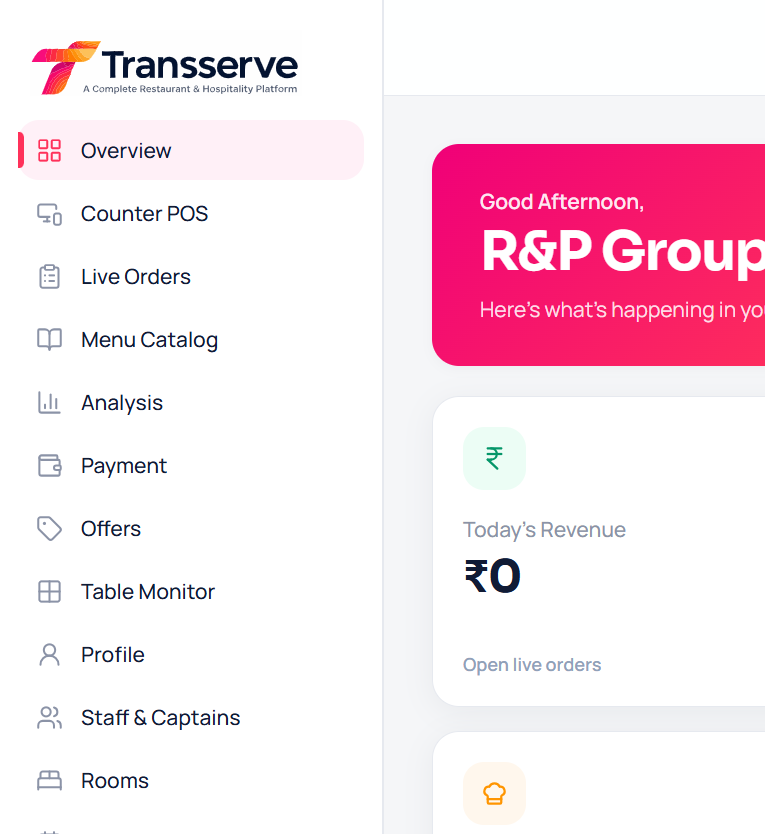 Transserve
A Complete Restaurant & Hospitality Platform
Overview
Counter POS
Live Orders
Menu Catalog
Analysis
Payment
Offers
Table Monitor
Profile
Staff & Captains
Rooms
Good Afternoon,
R&P Group
Here's what's happening in
Today's Revenue
₹0
Open live orders